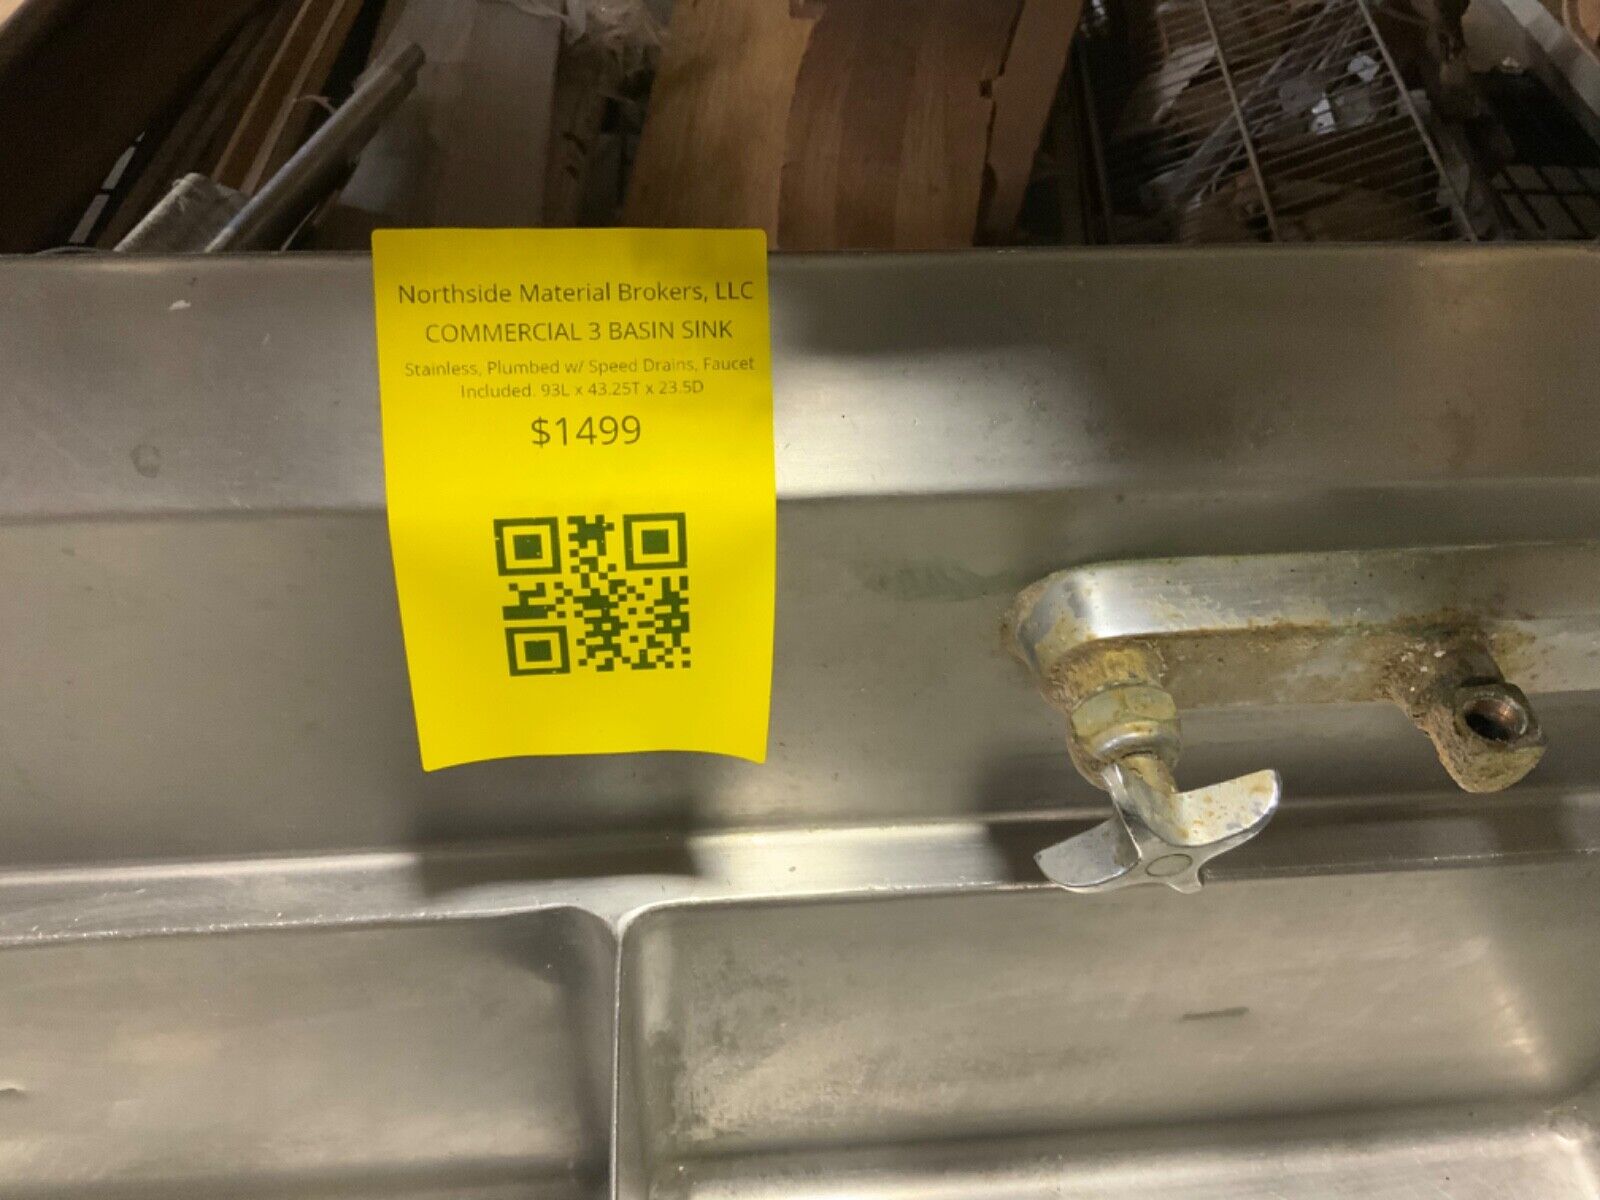 Northside Material Brokers, LLC
COMMERCIAL 3 BASIN SINK
Stainless, Plumbed w/ Speed Drains, Faucet
Included. 93L x 43.25T x 23.5D
$1499